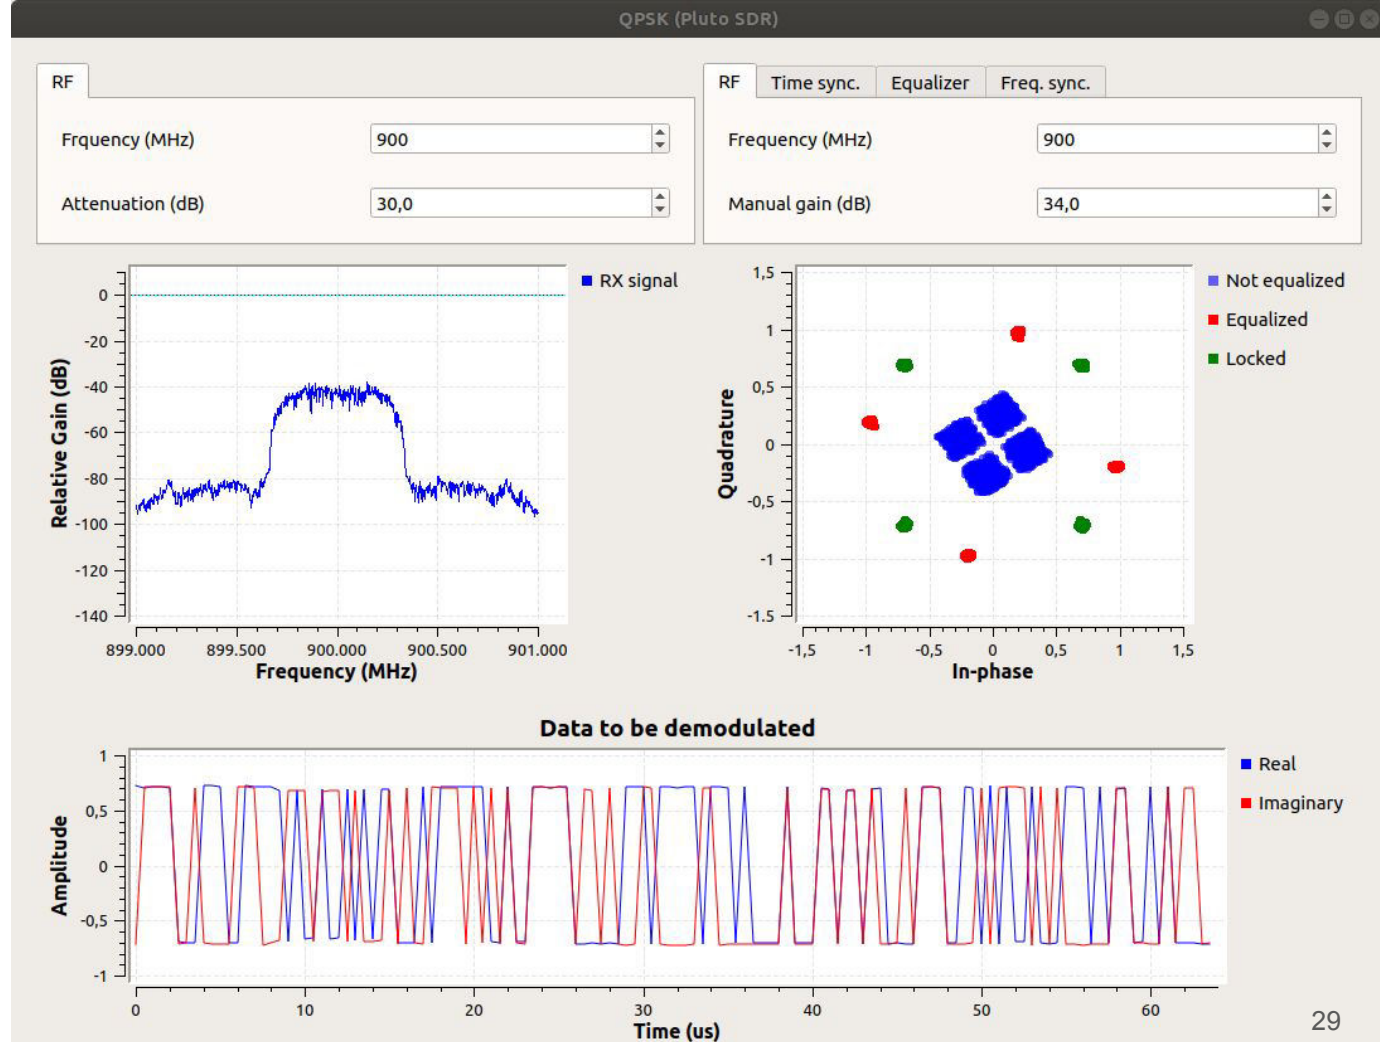 QPSK (Pluto SDR)
RF
RF Time sync. Equalizer Freq. sync.
Frquency (MHz) 900
Frequency (MHz) 900
Attenuation (dB) 30,0
Manual gain (dB) 34,0
Relative Gain (dB)
0
-20
-40
-60
-80
-100
-120
-140
899.000 899.500 900.000 900.500 901.000
Frequency (MHz)
RX signal
Quadrature
1,5
1
0,5
0
-0,5
-1
-1.5
-1,5 -1 -0,5 0 0,5 1 1,5
In-phase
Not equalized
Equalized
Locked
Data to be demodulated
Amplitude
1
0,5
0
-0,5
-1
0 10 20 30 40 50 60
Time (us)
Real
Imaginary
29